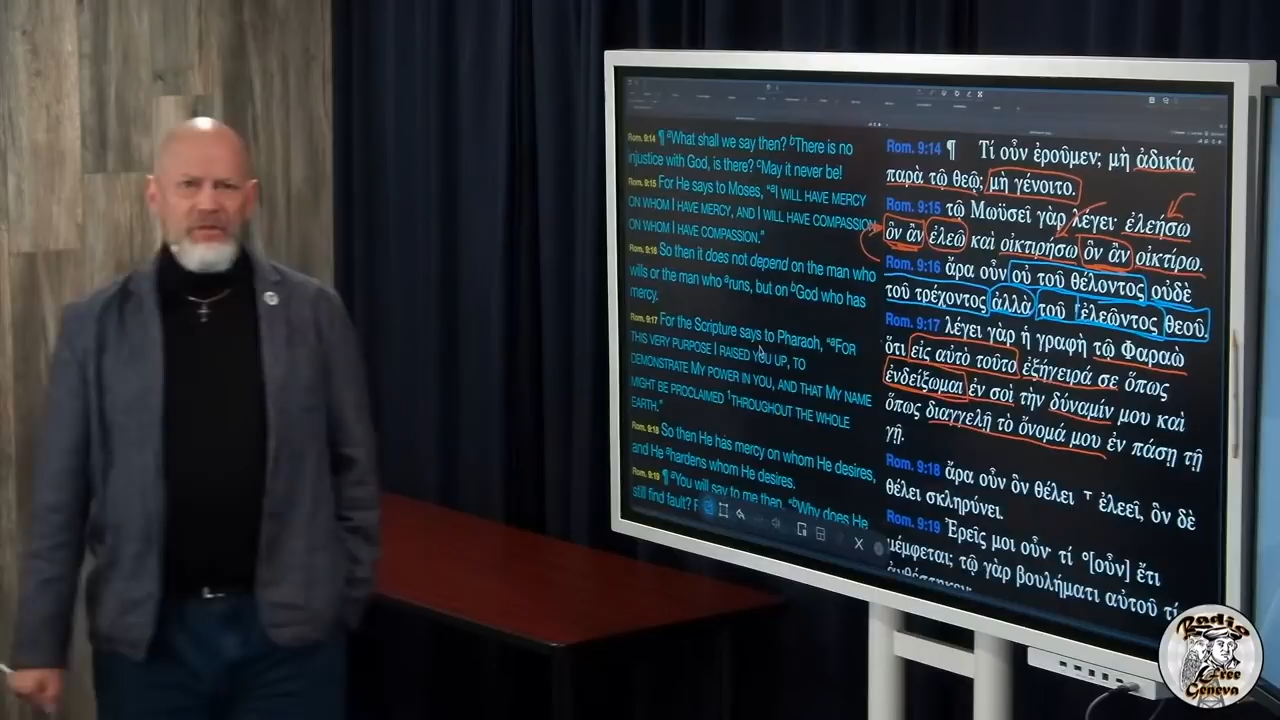 Rom. 9:14 ¶ ᵃWhat shall we say then? ᵇThere is no
injustice with God, is there? ᶜMay it never be!
Rom. 9:15 For He says to Moses, “ᵃI WILL HAVE MERCY
ON WHOM I HAVE MERCY, AND I WILL HAVE COMPASSION
ON WHOM I HAVE COMPASSION.”
Rom. 9:16 So then it does not depend on the man who
wills or the man who ᵃruns, but on ᵇGod who has
mercy.
Rom. 9:17 For the Scripture says to Pharaoh, “ᵃFOR
THIS VERY PURPOSE I RAISED YOU UP, TO
DEMONSTRATE MY POWER IN YOU, AND THAT MY NAME
MIGHT BE PROCLAIMED ¹THROUGHOUT THE WHOLE
EARTH.”
Rom. 9:18 So then He has mercy on whom He desires,
and He ᵃhardens whom He desires.
Rom. 9:19 ¶ ᵃYou will say to me then, “ᵇWhy does He
still find fault?
Rom. 9:14 ¶ Τί οὖν ἐροῦμεν; μὴ ἀδικία
παρὰ τῷ θεῷ; μὴ γένοιτο.
Rom. 9:15 τῷ Μωϋσεῖ γὰρ λέγει· ἐλεήσω
ὃν ἂν ἐλεῶ καὶ οἰκτιρήσω ὃν ἂν οἰκτίρω.
Rom. 9:16 ἄρα οὖν οὐ τοῦ θέλοντος οὐδὲ
τοῦ τρέχοντος ἀλλὰ τοῦ ⸀ἐλεῶντος θεοῦ.
Rom. 9:17 λέγει γὰρ ἡ γραφὴ τῷ Φαραὼ
ὅτι εἰς αὐτὸ τοῦτο ἐξήγειρά σε ὅπως
ἐνδείξωμαι ἐν σοὶ τὴν δύναμίν μου καὶ
ὅπως διαγγελῇ τὸ ὄνομά μου ἐν πάσῃ τῇ
γῇ.
Rom. 9:18 ἄρα οὖν ὃν θέλει ⸆ ἐλεεῖ, ὃν δὲ
θέλει σκληρύνει.
Rom. 9:19 Ἐρεῖς μοι οὖν· τί °[οὖν] ἔτι
μέμφεται; τῷ γὰρ βουλήματι αὐτοῦ τίς
Radio
Free
Geneva